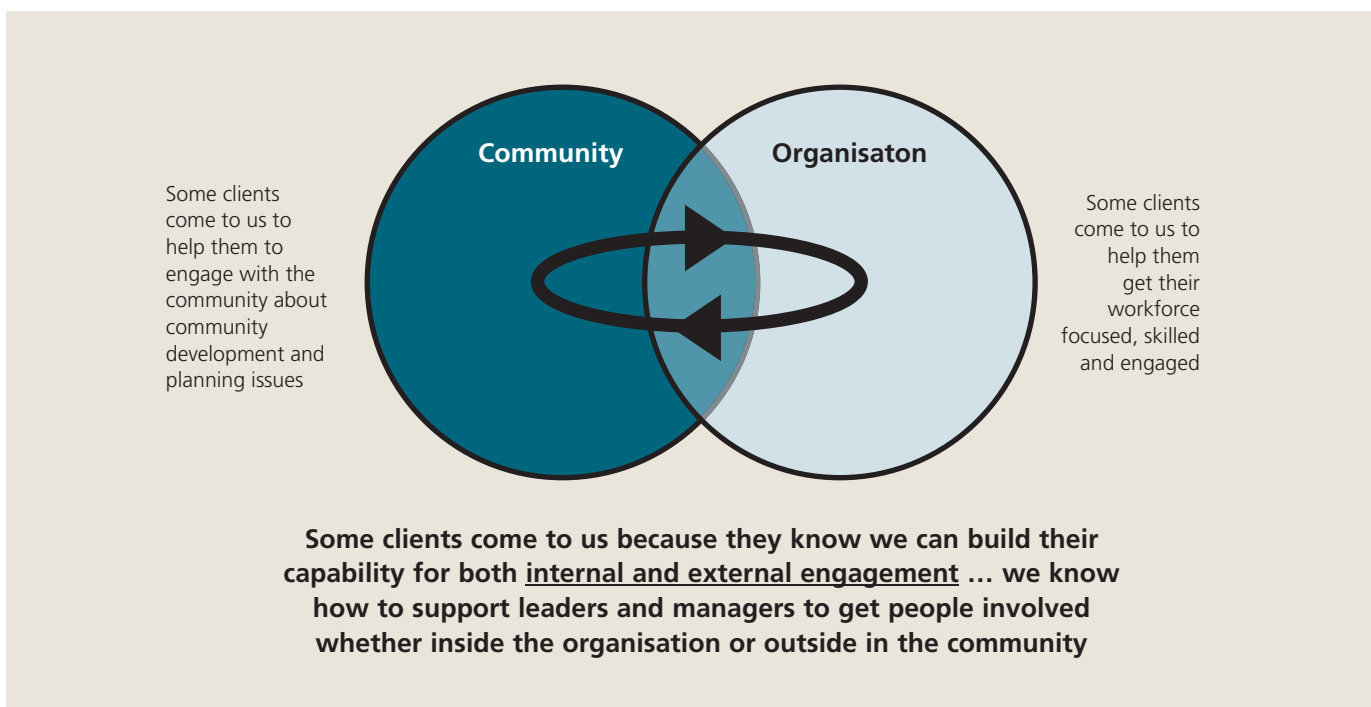 Community
Organisaton
Some clients
come to us to
help them to
engage with the
community about
community
development and
planning issues
Some clients
come to us to
help them
get their
workforce
focused, skilled
and engaged
Some clients come to us because they know we can build their
capability for both internal and external engagement ... we know
how to support leaders and managers to get people involved
whether inside the organisation or outside in the community